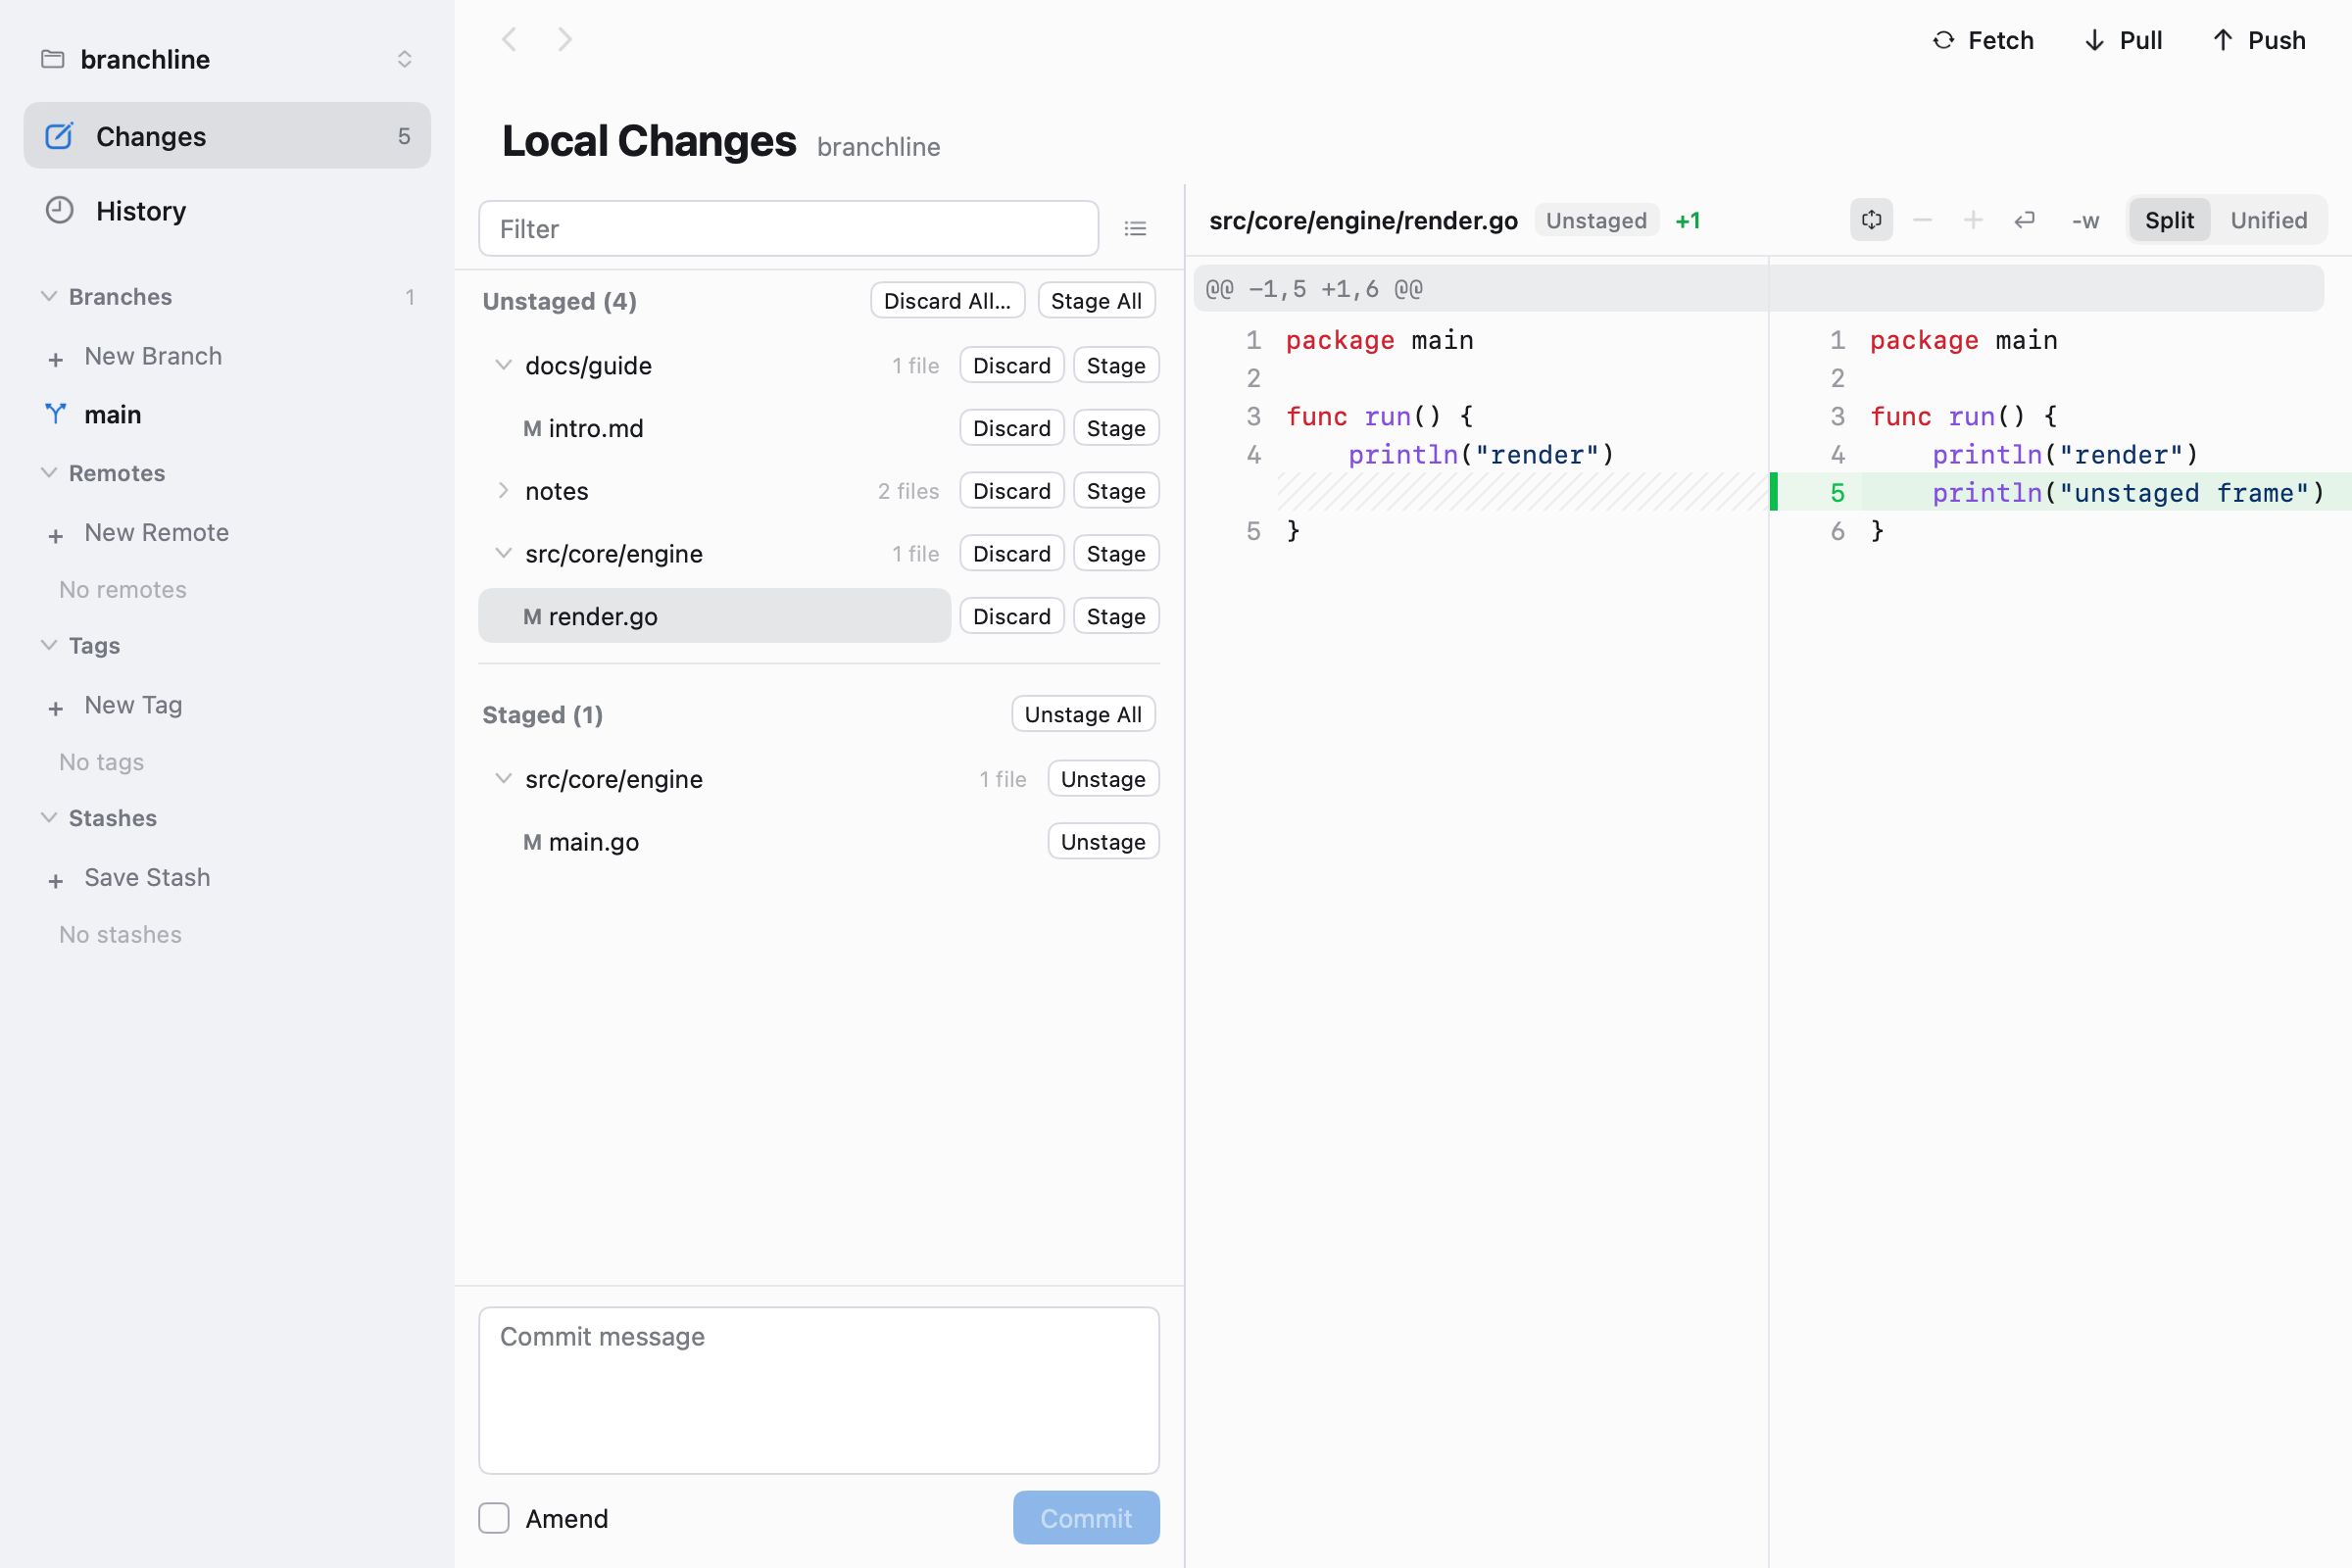 branchline
Changes 5
History
Branches 1
+ New Branch
main
Remotes
+ New Remote
No remotes
Tags
+ New Tag
No tags
Stashes
+ Save Stash
No stashes
Fetch Pull Push
Local Changes branchline
Filter
Unstaged (4) Discard All... Stage All
docs/guide 1 file Discard Stage
M intro.md Discard Stage
notes 2 files Discard Stage
src/core/engine 1 file Discard Stage
M render.go Discard Stage
Staged (1) Unstage All
src/core/engine 1 file Unstage
M main.go Unstage
Commit message
Amend Commit
src/core/engine/render.go Unstaged +1 -w Split Unified
@@ −1,5 +1,6 @@
1 package main
2
3 func run() {
4     println("render")
5 }
1 package main
2
3 func run() {
4     println("render")
5     println("unstaged frame")
6 }